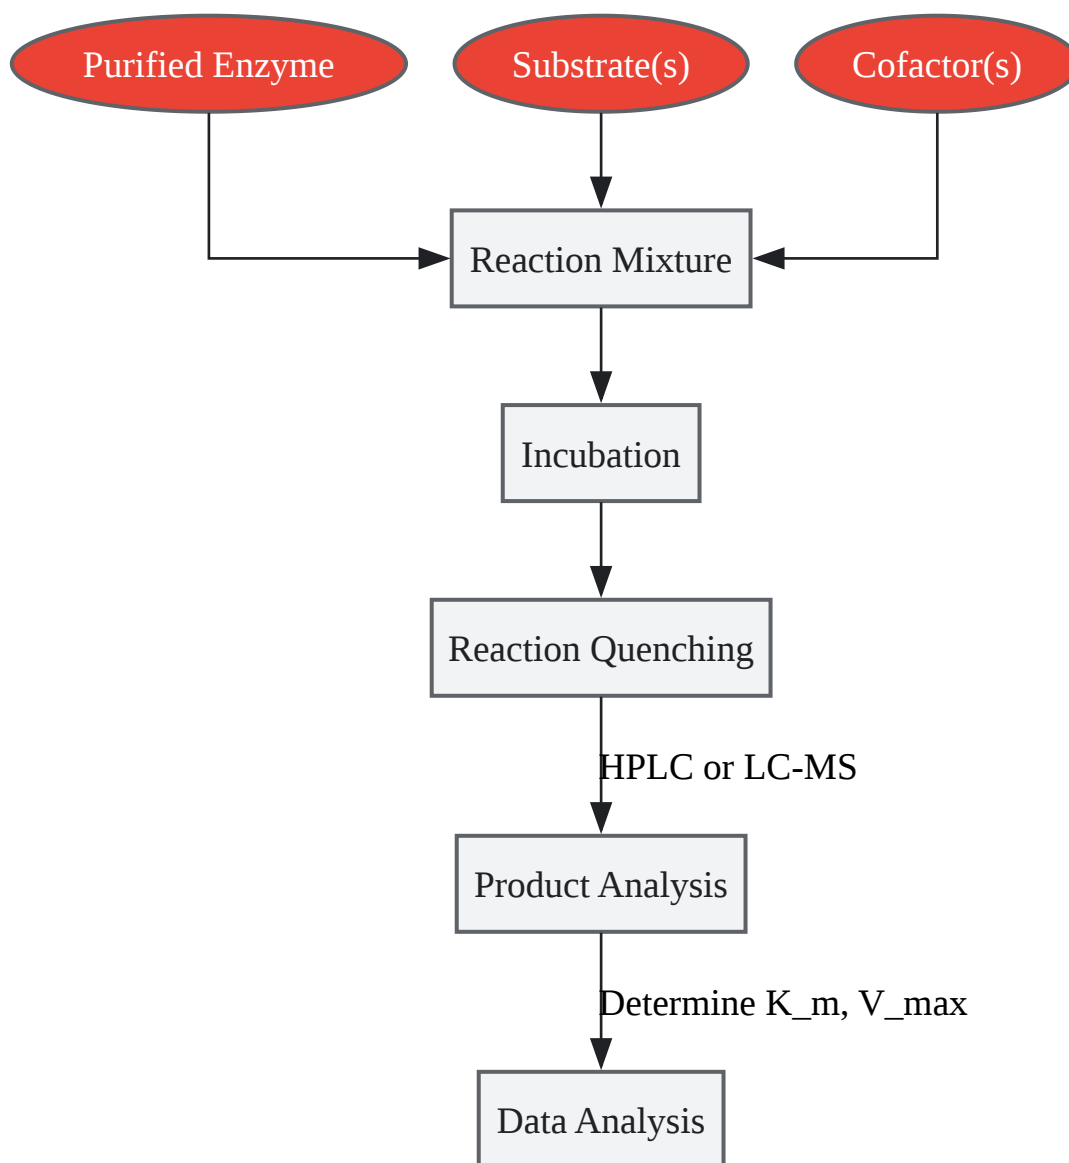 Purified Enzyme
Substrate(s)
Cofactor(s)
Reaction Mixture
Incubation
Reaction Quenching
HPLC or LC-MS
Product Analysis
Determine K_m, V_max
Data Analysis